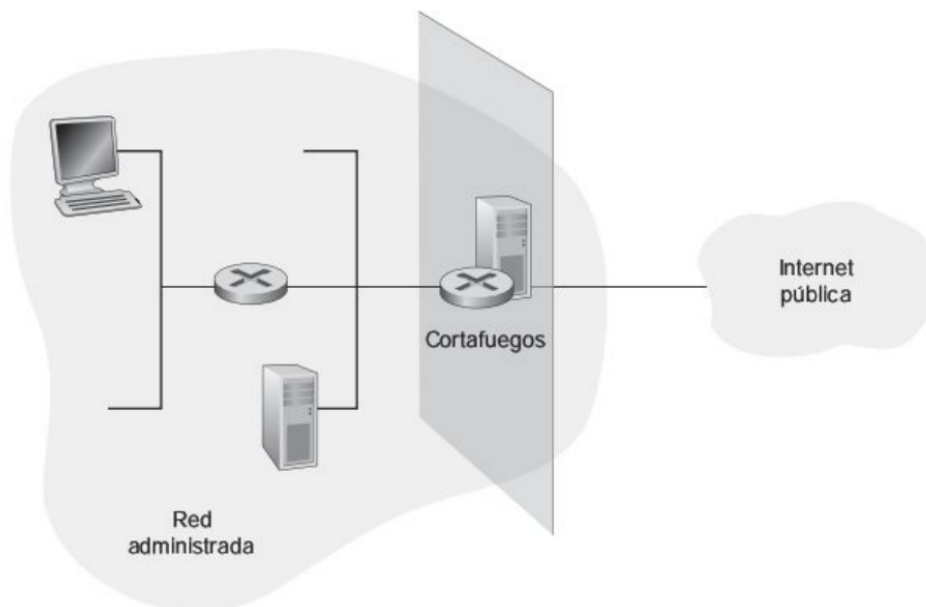 Cortafuegos
Internet
pública
Red
administrada